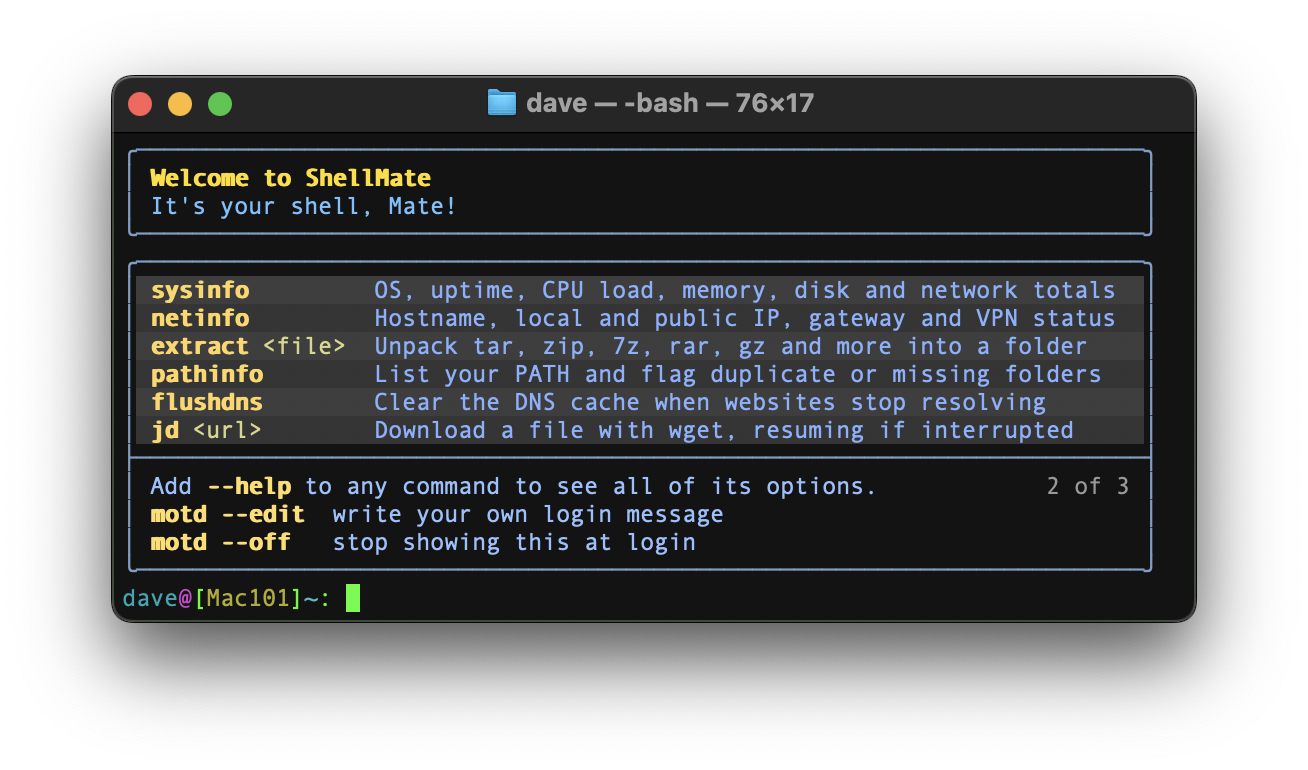 dave — -bash — 76×17
Welcome to ShellMate
It's your shell, Mate!
sysinfo OS, uptime, CPU load, memory, disk and network totals
netinfo Hostname, local and public IP, gateway and VPN status
extract <file> Unpack tar, zip, 7z, rar, gz and more into a folder
pathinfo List your PATH and flag duplicate or missing folders
flushdns Clear the DNS cache when websites stop resolving
jd <url> Download a file with wget, resuming if interrupted
Add --help to any command to see all of its options. 2 of 3
motd --edit write your own login message
motd --off stop showing this at login
dave@[Mac101]~: